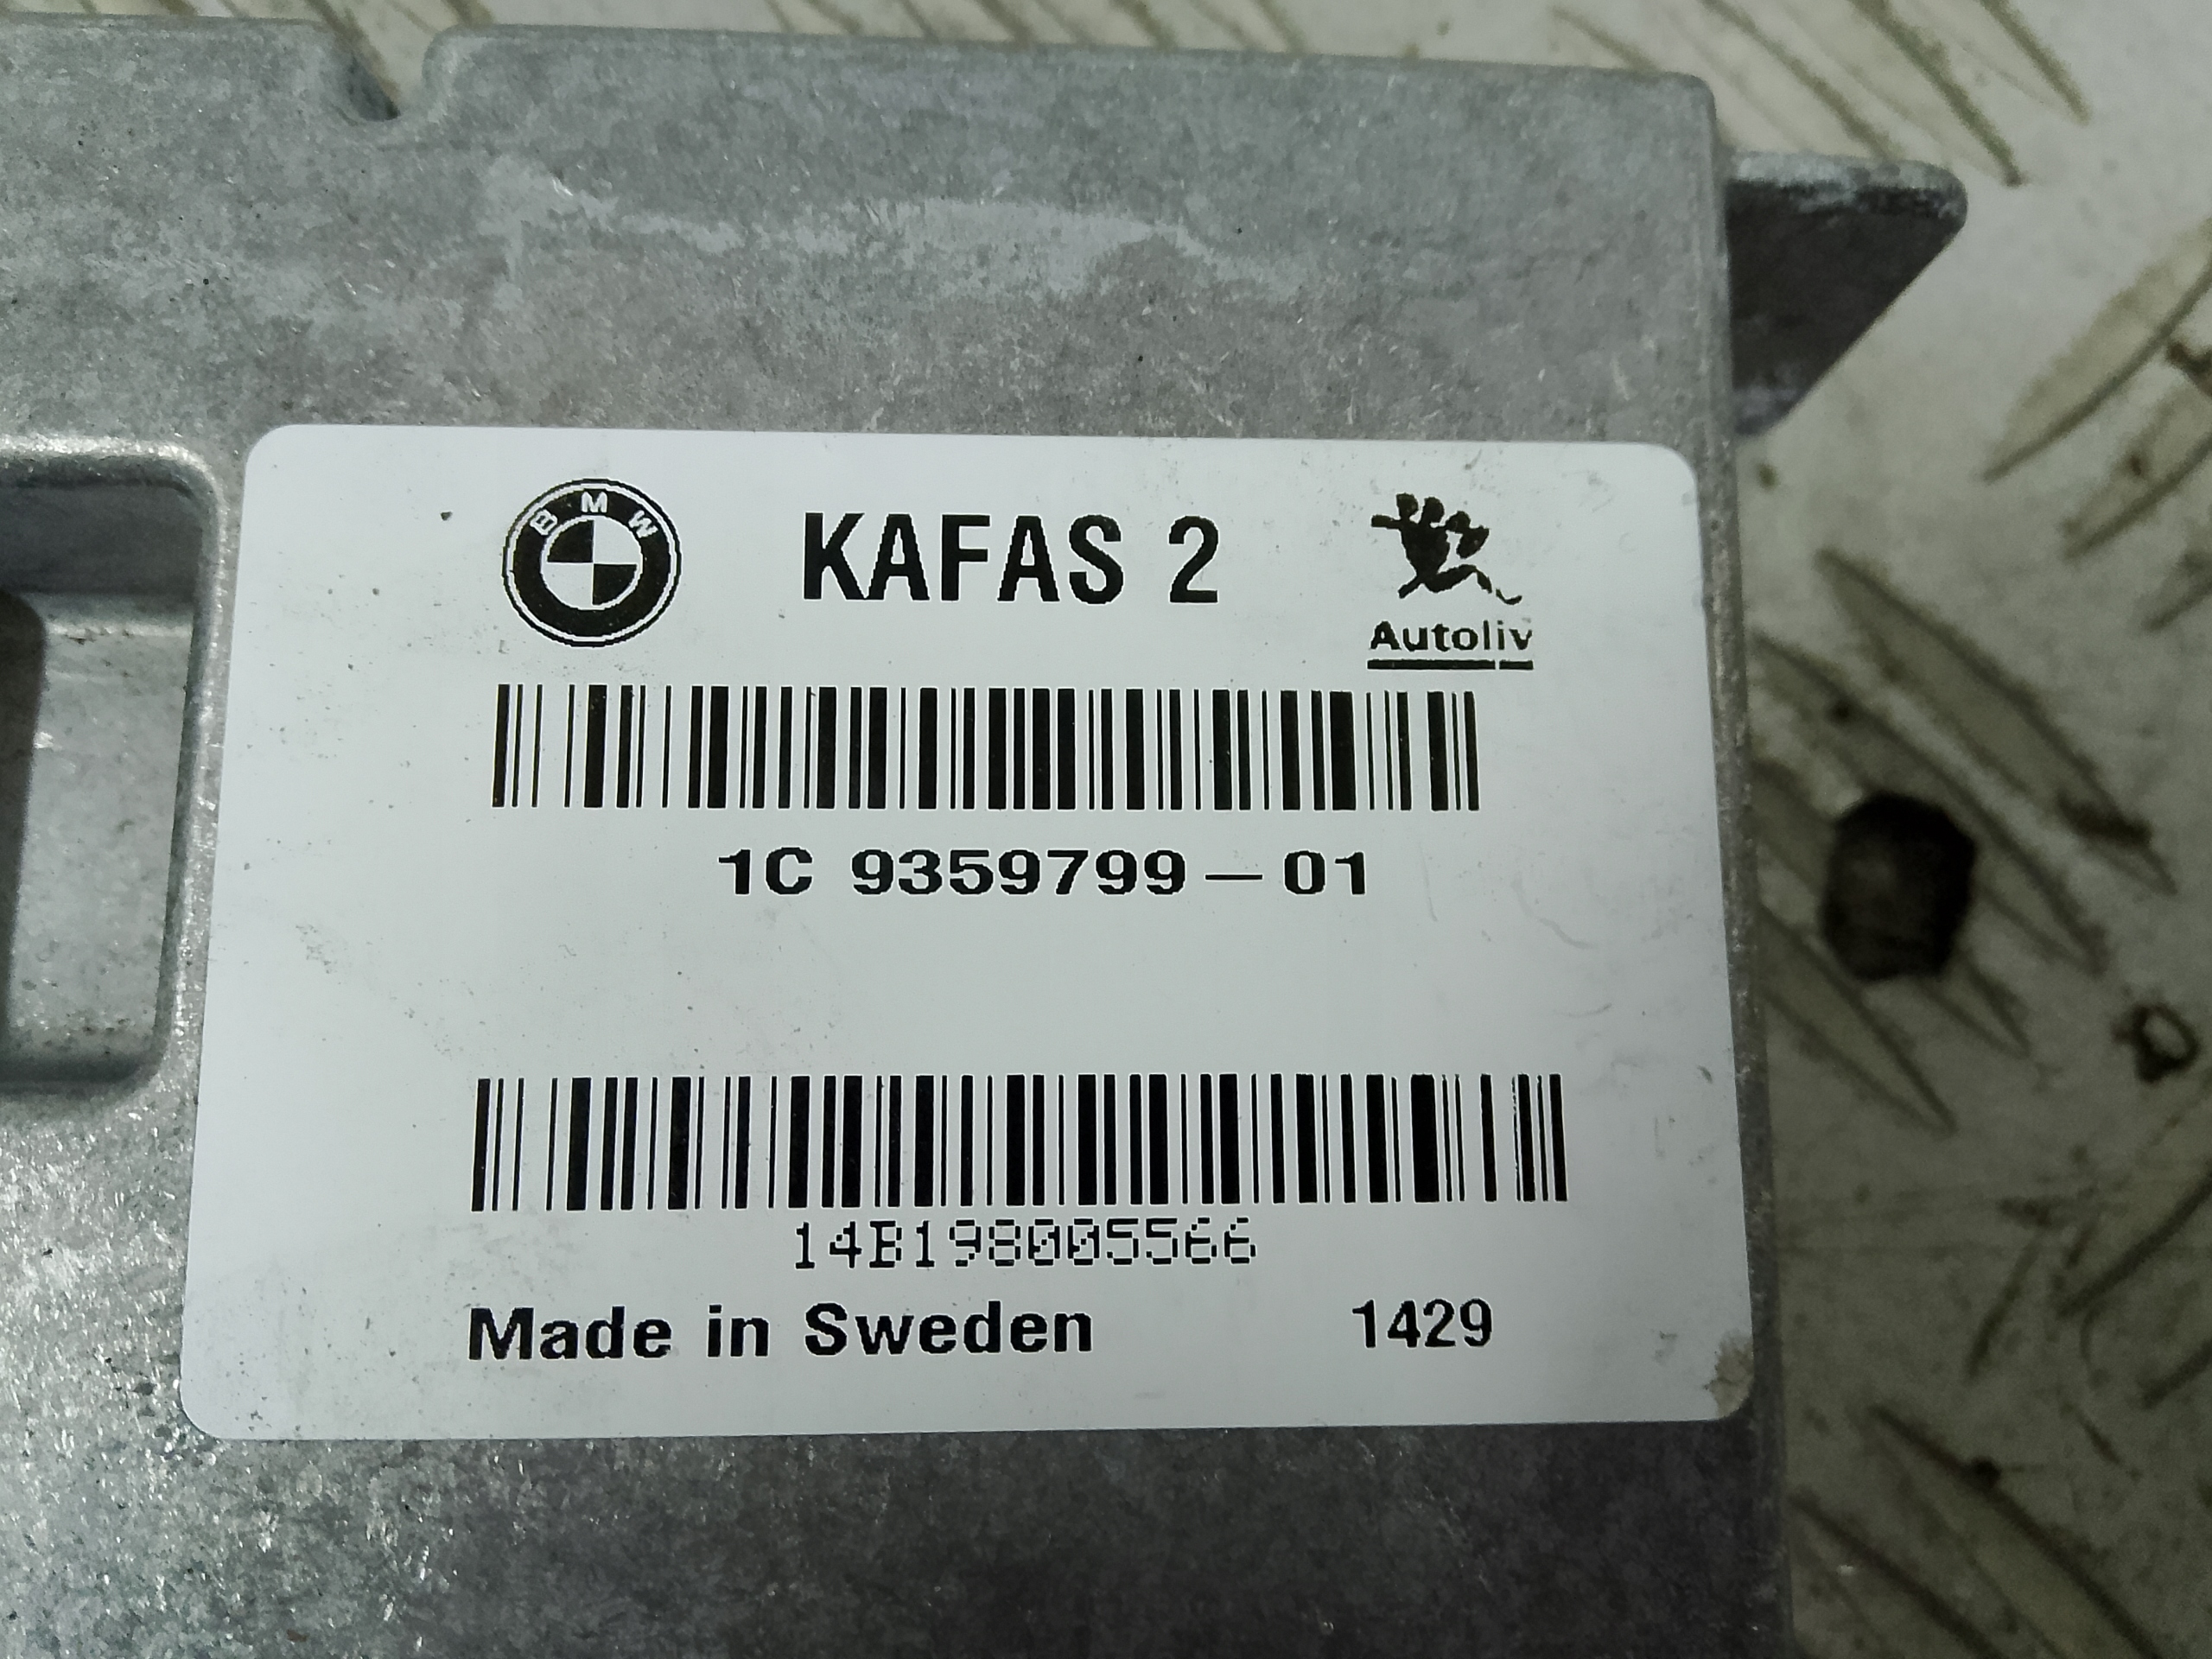 BMW KAFAS 2
Autoliv
1C 9359799-01
14B198005566
Made in Sweden 1429